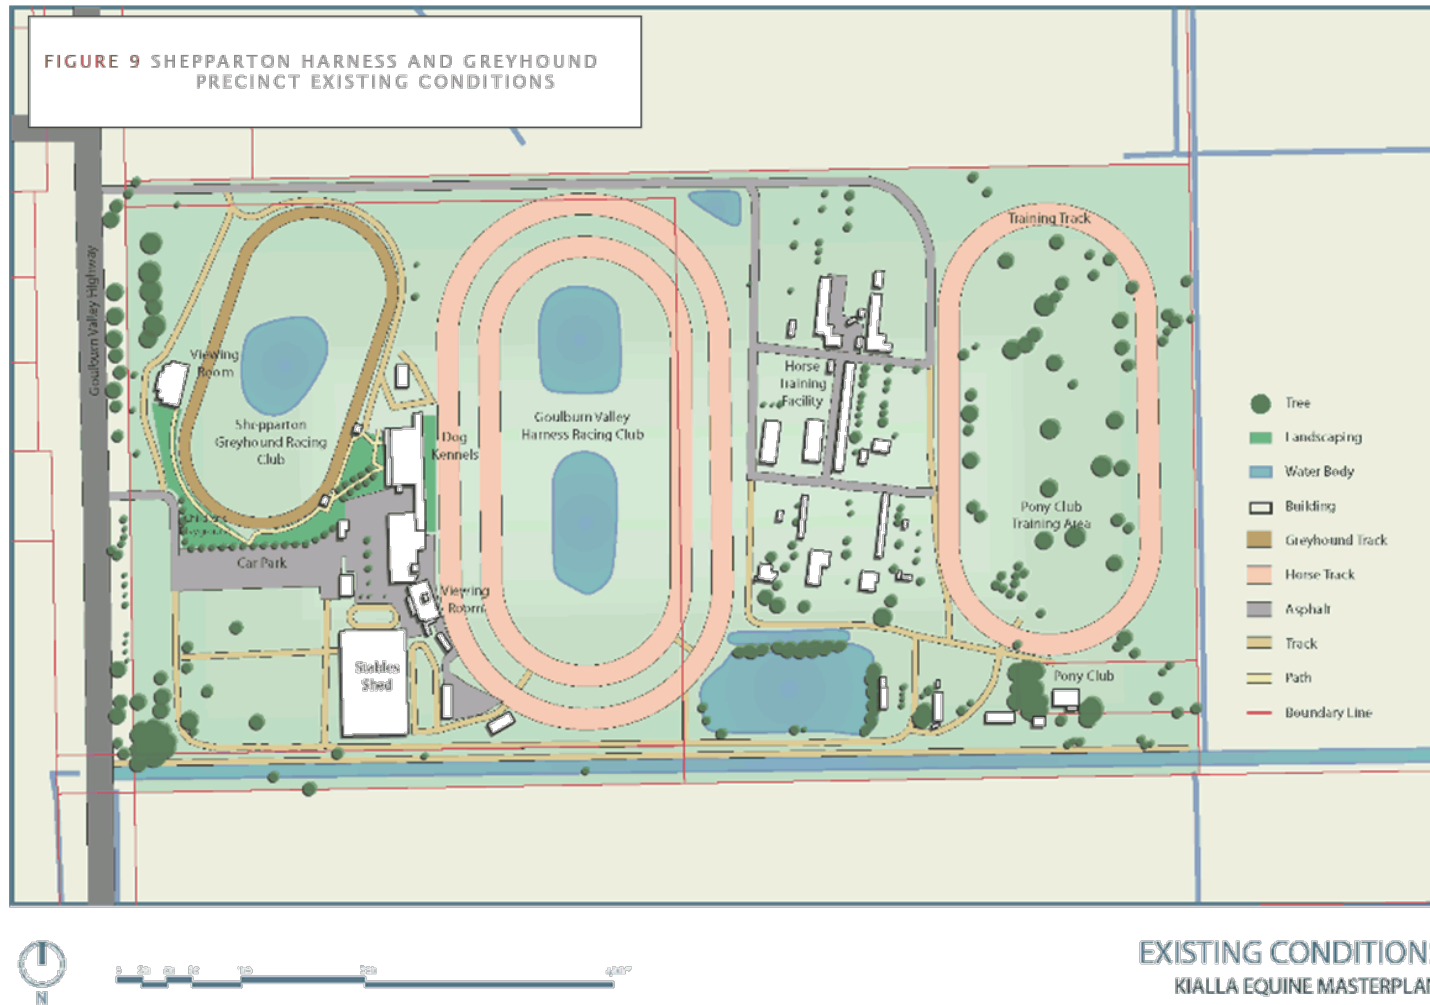 FIGURE 9 SHEPPARTON HARNESS AND GREYHOUND
PRECINCT EXISTING CONDITIONS
Goulburn Valley Highway
Viewing
Room
Shepparton
Greyhound Racing
Club
Dog
Kennels
Goulburn Valley
Harness Racing Club
Horse
Training
Facility
Training Track
Pony Club
Training Area
Car Park
Viewing
Room
Stables
Shed
Pony Club
Tree
Landscaping
Water Body
Building
Greyhound Track
Horse Track
Asphalt
Track
Path
Boundary Line
N
EXISTING CONDITIONS
KIALLA EQUINE MASTERPLAN